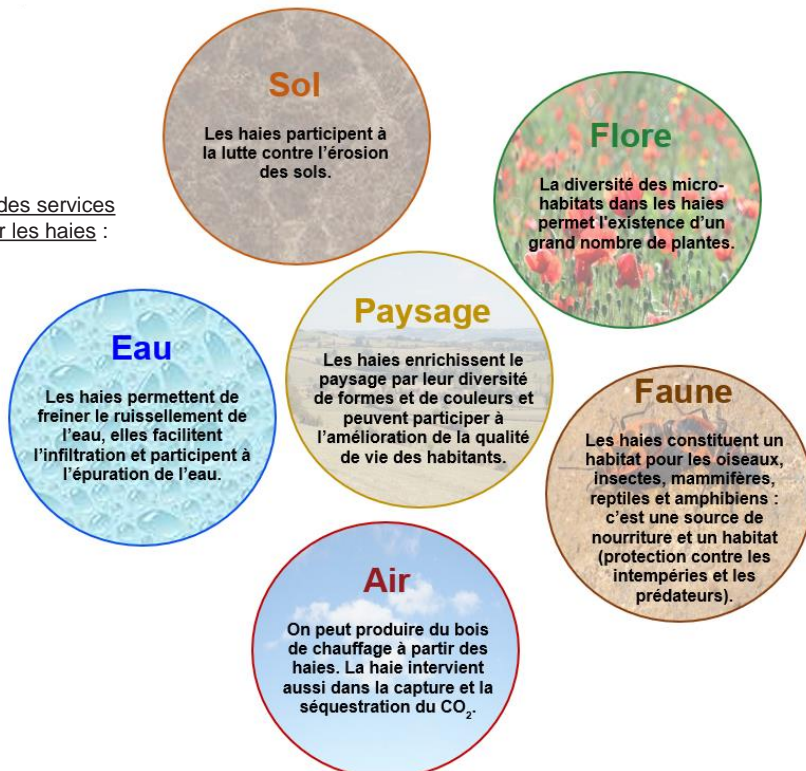 des services
r les haies :
Sol
Les haies participent à
la lutte contre l'érosion
des sols.
Flore
La diversité des micro-
habitats dans les haies
permet l'existence d'un
grand nombre de plantes.
Eau
Les haies permettent de
freiner le ruissellement de
l'eau, elles facilitent
l'infiltration et participent à
l'épuration de l'eau.
Paysage
Les haies enrichissent le
paysage par leur diversité
de formes et de couleurs et
peuvent participer à
l'amélioration de la qualité
de vie des habitants.
Faune
Les haies constituent un
habitat pour les oiseaux,
insectes, mammifères,
reptiles et amphibiens :
c'est une source de
nourriture et un habitat
(protection contre les
intempéries et les
prédateurs).
Air
On peut produire du bois
de chauffage à partir des
haies. La haie intervient
aussi dans la capture et la
séquestration du CO₂.